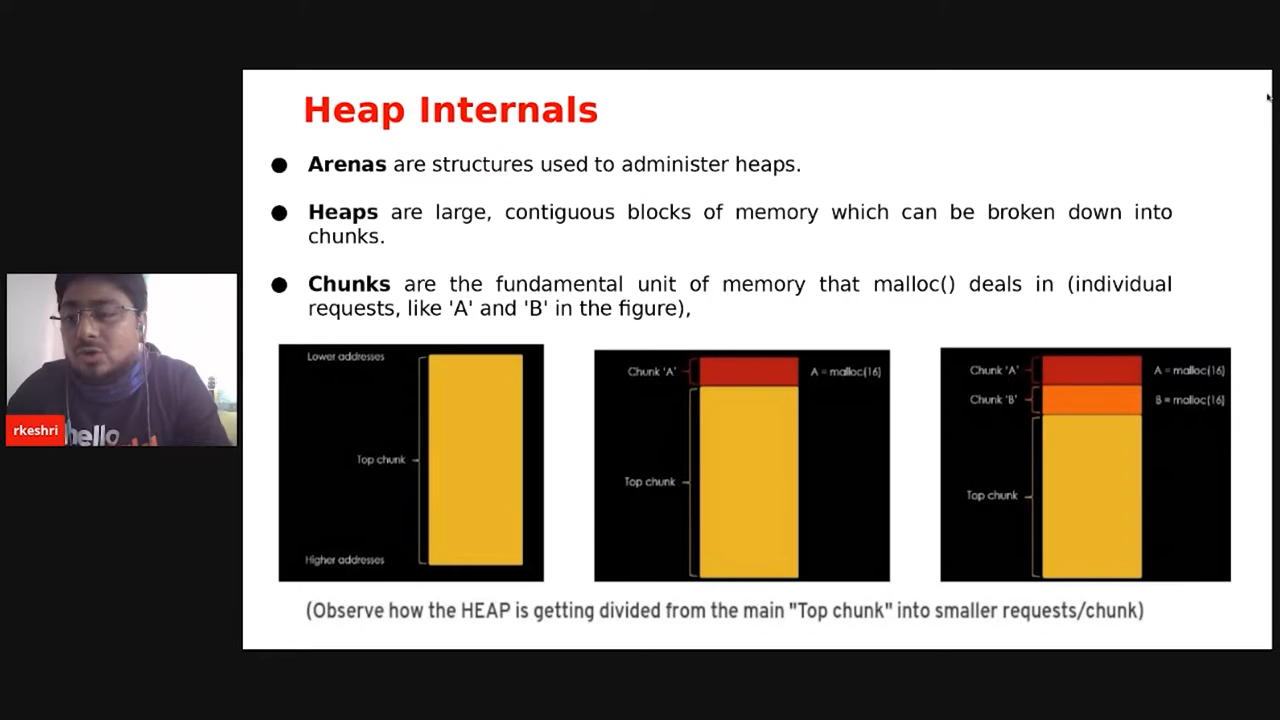 Heap Internals
● Arenas are structures used to administer heaps.
● Heaps are large, contiguous blocks of memory which can be broken down into
chunks.
● Chunks are the fundamental unit of memory that malloc() deals in (individual
requests, like 'A' and 'B' in the figure),
Lower addresses
Top chunk
Higher addresses
Chunk 'A'
A = malloc(16)
Top chunk
Chunk 'A'
A = malloc(16)
Chunk 'B'
B = malloc(16)
Top chunk
(Observe how the HEAP is getting divided from the main "Top chunk" into smaller requests/chunk)
rkeshri
hello